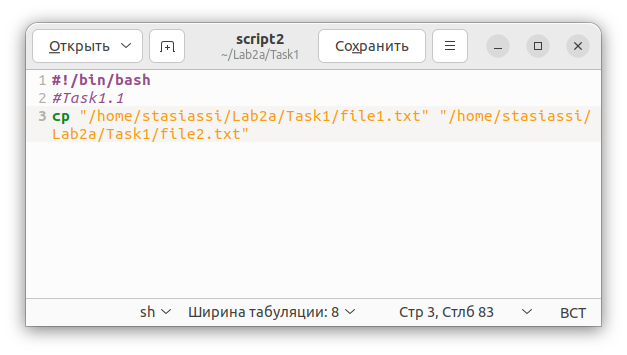 Открыть
script2
~/Lab2a/Task1
Сохранить
1 #!/bin/bash
2 #Task1.1
3 cp "/home/stasiassi/Lab2a/Task1/file1.txt" "/home/stasiassi/
Lab2a/Task1/file2.txt"
sh Ширина табуляции: 8 Стр 3, Стлб 83 ВСТ